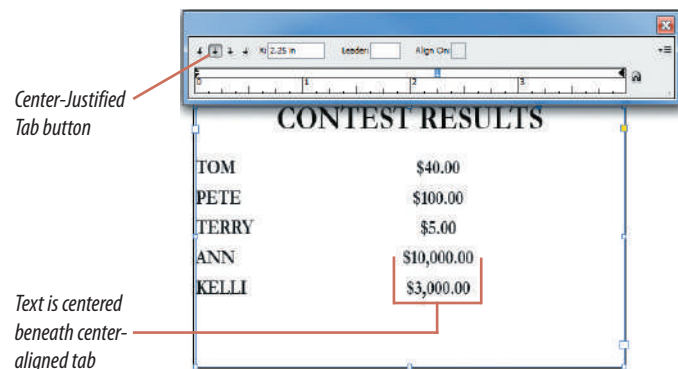 X: 2.25 in Leader: Align On:
0 1 2 3
Center-Justified
Tab button
CONTEST RESULTS
TOM $40.00
PETE $100.00
TERRY $5.00
ANN $10,000.00
KELLI $3,000.00
Text is centered
beneath center-
aligned tab